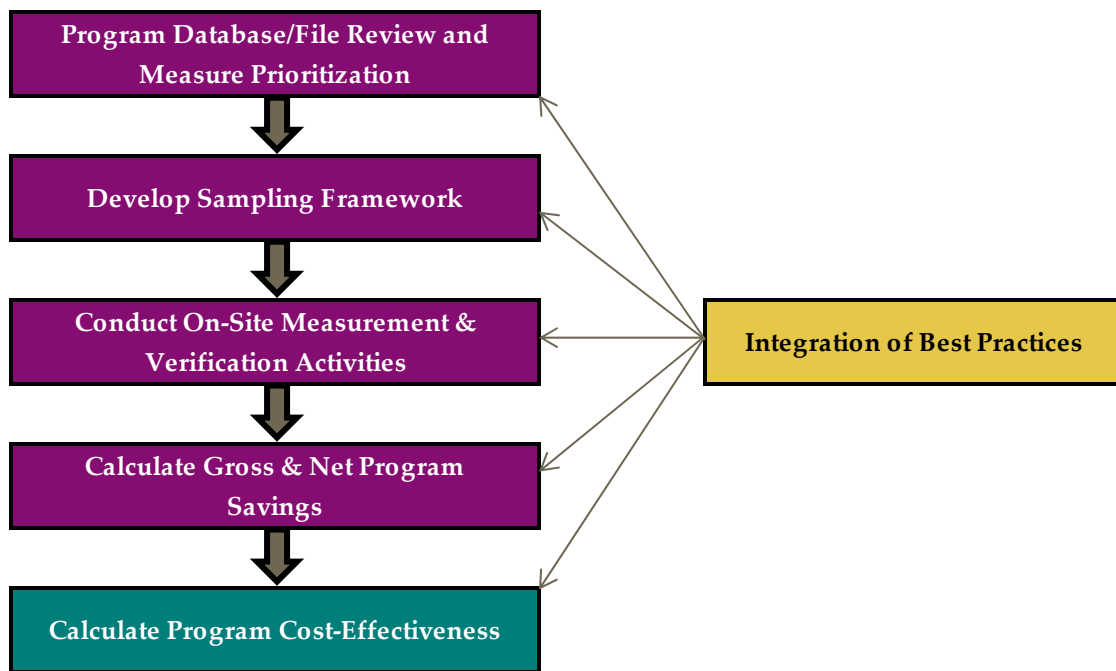 Program Database/File Review and
Measure Prioritization
Develop Sampling Framework
Conduct On-Site Measurement &
Verification Activities
Integration of Best Practices
Calculate Gross & Net Program
Savings
Calculate Program Cost-Effectiveness